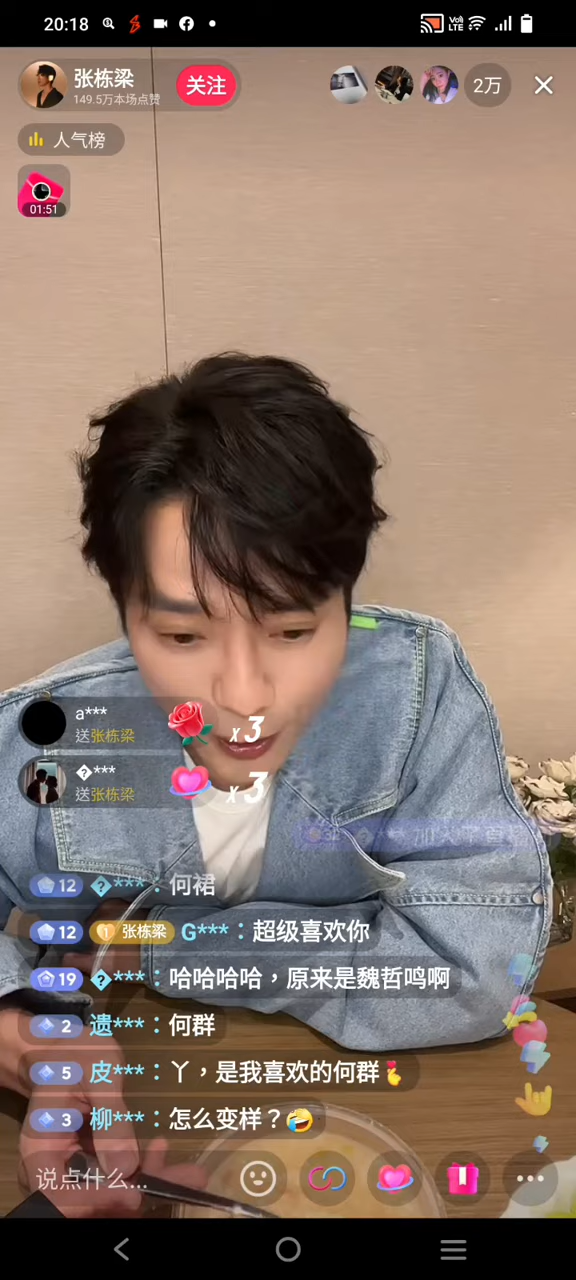 20:18
Vo)) LTE
张栋梁
149.5万本场点赞
关注
2万
人气榜
01:51
a***
送张栋梁
x3
�***
送张栋梁
x3
12 �***：何裙
12 1 张栋梁 G***：超级喜欢你
19 �***：哈哈哈哈，原来是魏哲鸣啊
2 遗***：何群
5 皮***：丫，是我喜欢的何群
3 柳***：怎么变样？🤣
说点什么...